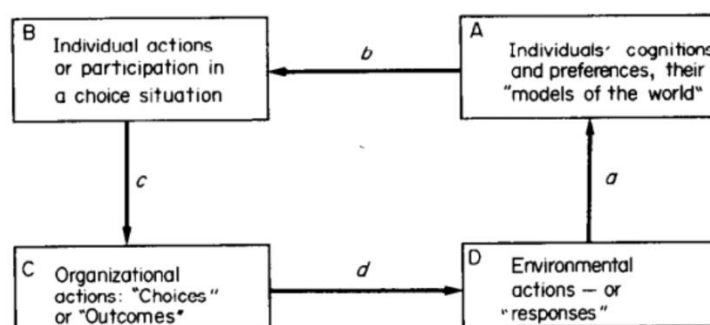 B
Individual actions
or participation in
a choice situation
b
A
Individuals' cognitions
and preferences, their
"models of the world"
c
a
C
Organizational
actions: "Choices"
or "Outcomes"
d
D
Environmental
actions — or
"responses"